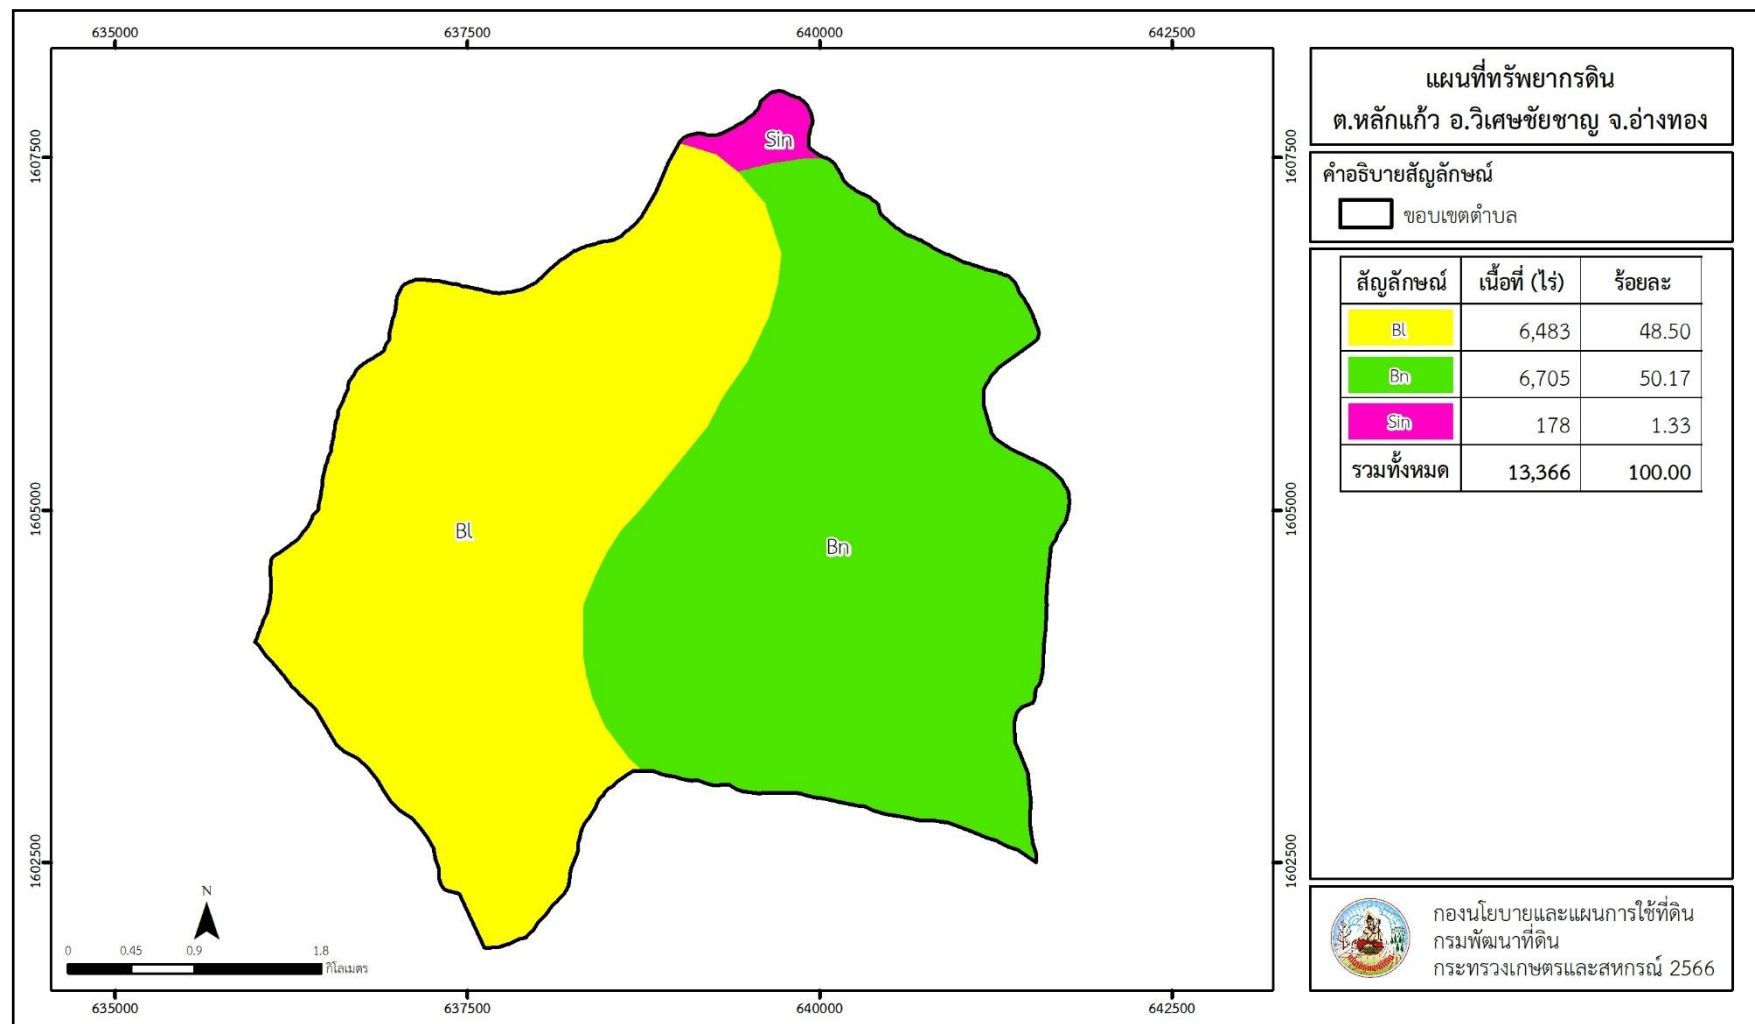 635000 637500 640000 642500
แผนที่ทรัพยากรดิน
ต.หลักแก้ว อ.วิเศษชัยชาญ จ.อ่างทอง
คำอธิบายสัญลักษณ์
ขอบเขตตำบล
สัญลักษณ์ เนื้อที่ (ไร่) ร้อยละ
Bl 6,483 48.50
Bn 6,705 50.17
Sin 178 1.33
รวมทั้งหมด 13,366 100.00
Sin
1607500 1607500
1605000 1605000
Bl
Bn
1602500 1602500
N
0 0.45 0.9 1.8
กิโลเมตร
กองนโยบายและแผนการใช้ที่ดิน
กรมพัฒนาที่ดิน
กระทรวงเกษตรและสหกรณ์ 2566
635000 637500 640000 642500